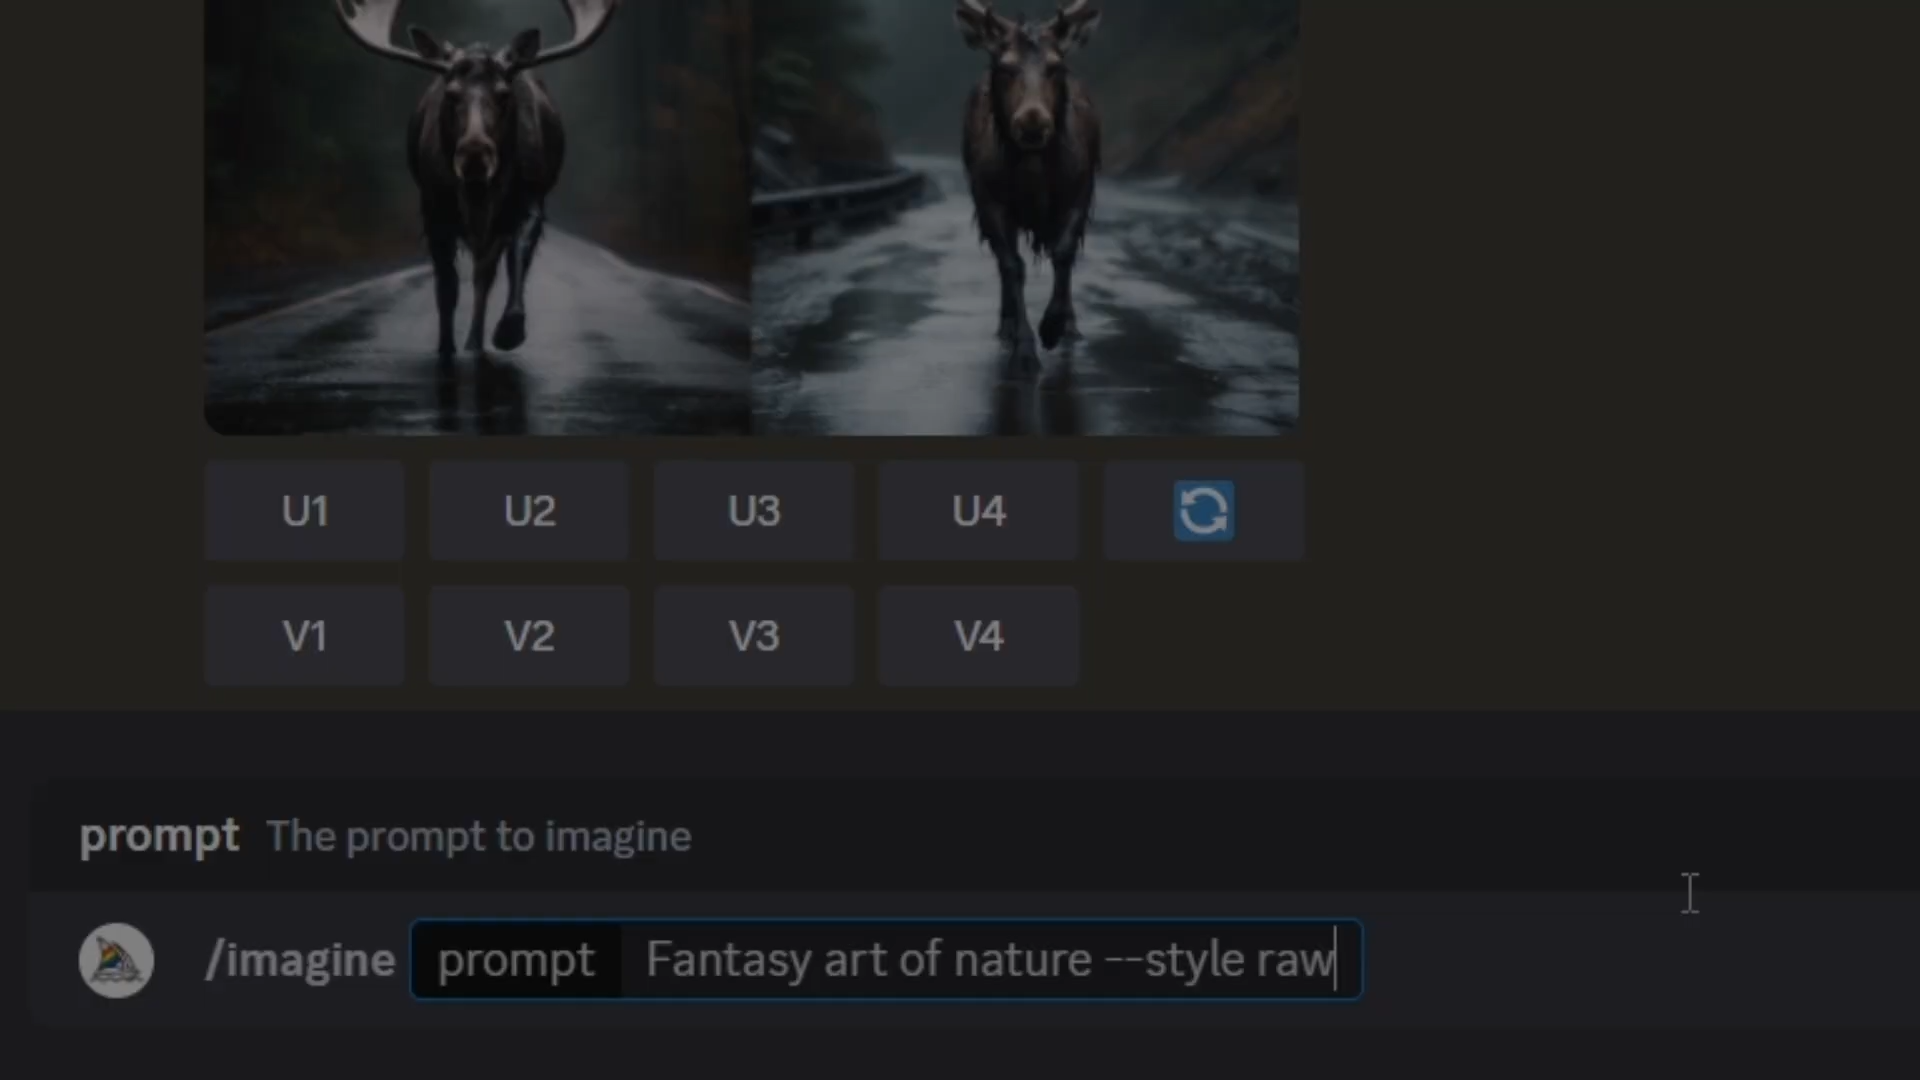 U1 U2 U3 U4
V1 V2 V3 V4
prompt The prompt to imagine
/imagine prompt Fantasy art of nature --style raw